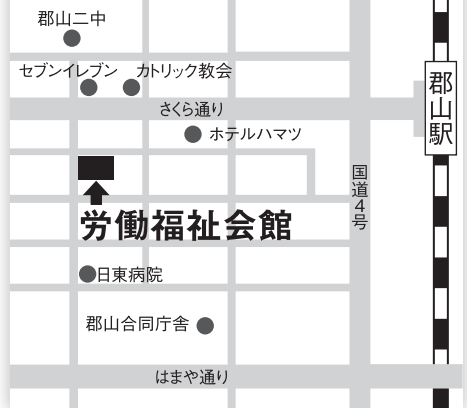 郡山二中
セブンイレブン
カトリック教会
さくら通り
郡山駅
ホテルハマツ
国道4号
労働福祉会館
日東病院
郡山合同庁舎
はまや通り